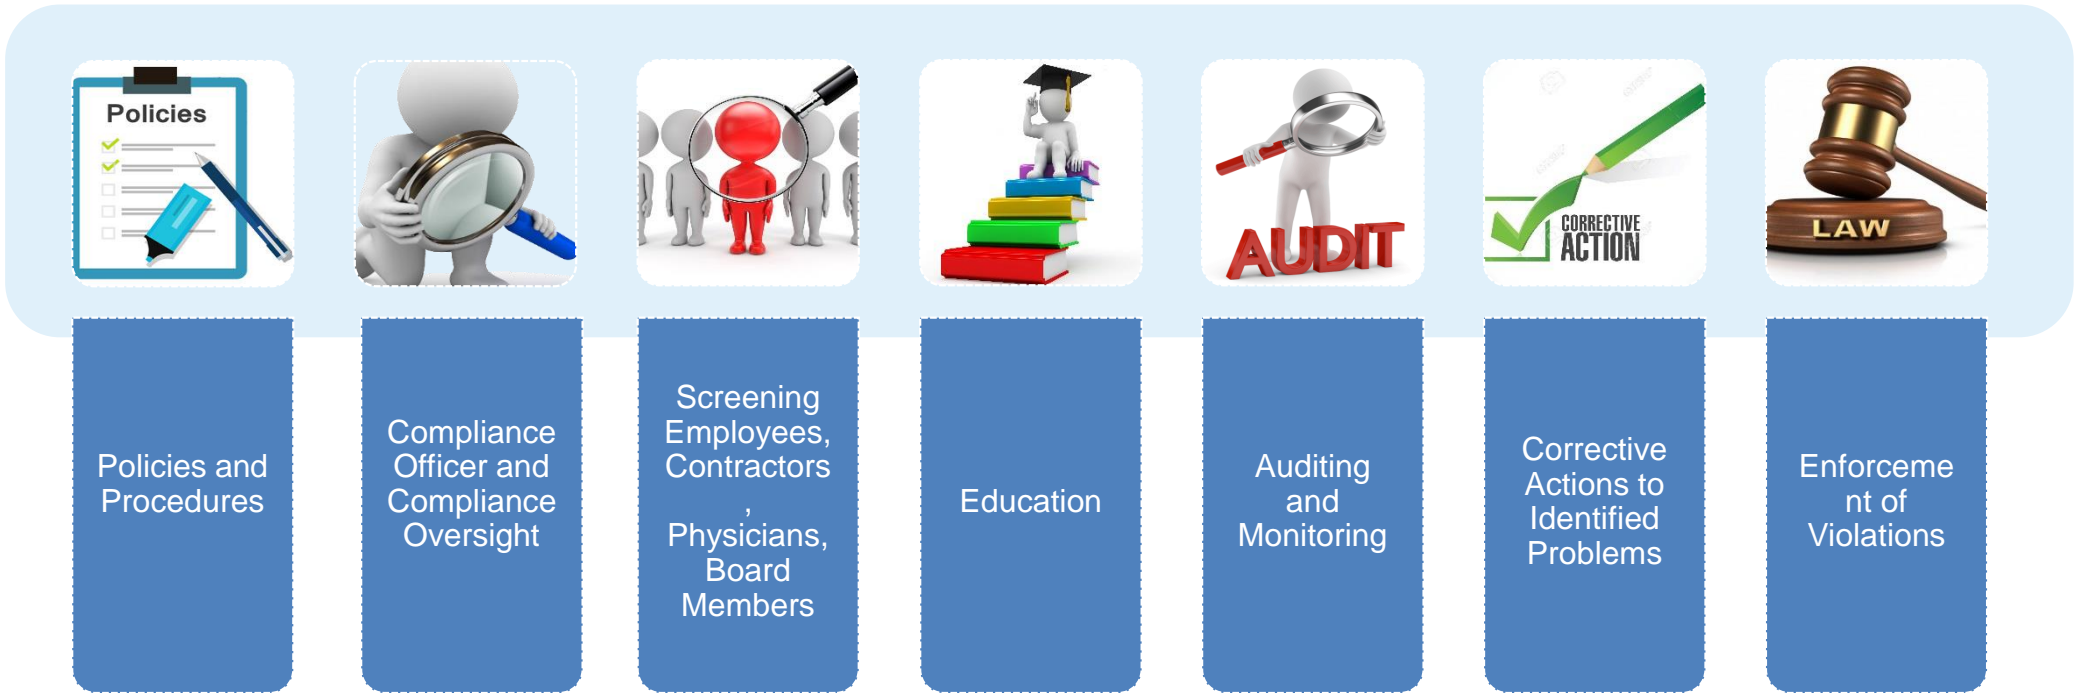 Policies
AUDIT
CORRECTIVE
ACTION
LAW
Policies and
Procedures
Compliance
Officer and
Compliance
Oversight
Screening
Employees,
Contractors
,
Physicians,
Board
Members
Education
Auditing
and
Monitoring
Corrective
Actions to
Identified
Problems
Enforceme
nt of
Violations